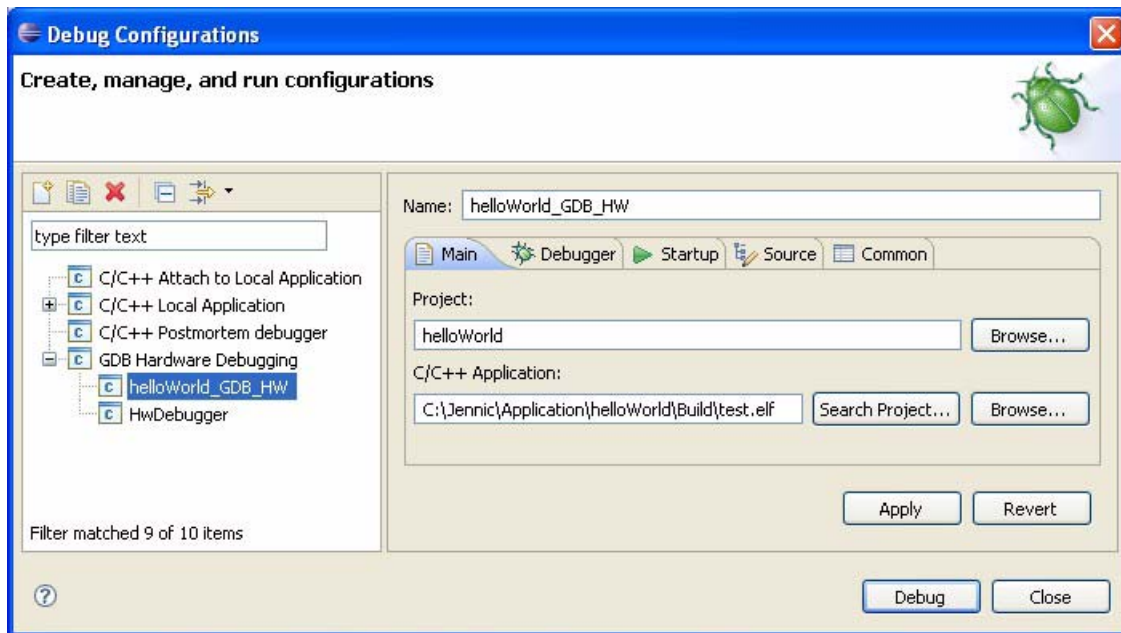 Debug Configurations
Create, manage, and run configurations
type filter text
C/C++ Attach to Local Application
C/C++ Local Application
C/C++ Postmortem debugger
GDB Hardware Debugging
helloWorld_GDB_HW
HwDebugger
Filter matched 9 of 10 items
Name: helloWorld_GDB_HW
Main Debugger Startup Source Common
Project:
helloWorld Browse...
C/C++ Application:
C:\Jennic\Application\helloWorld\Build\test.elf Search Project... Browse...
Apply Revert
Debug Close